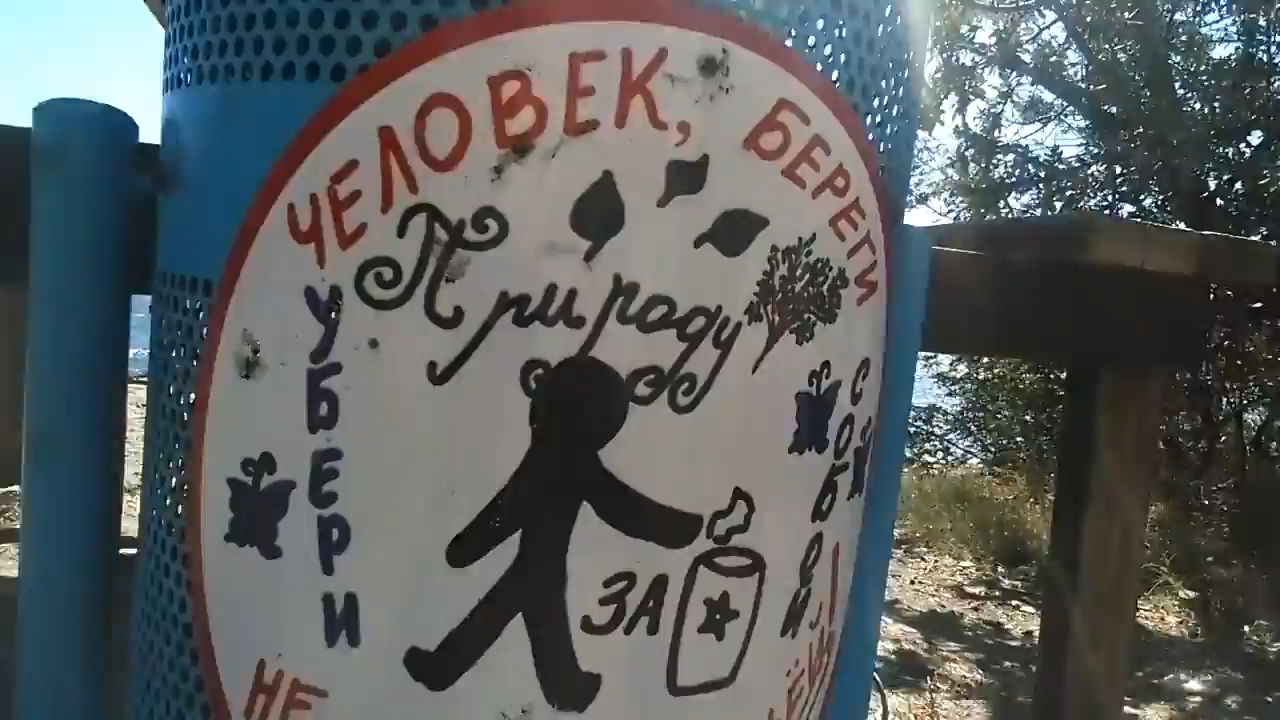 ЧЕЛОВЕК, БЕРЕГИ
Природу
УБЕРИ
ЗА
СОБОЙ!
НЕ